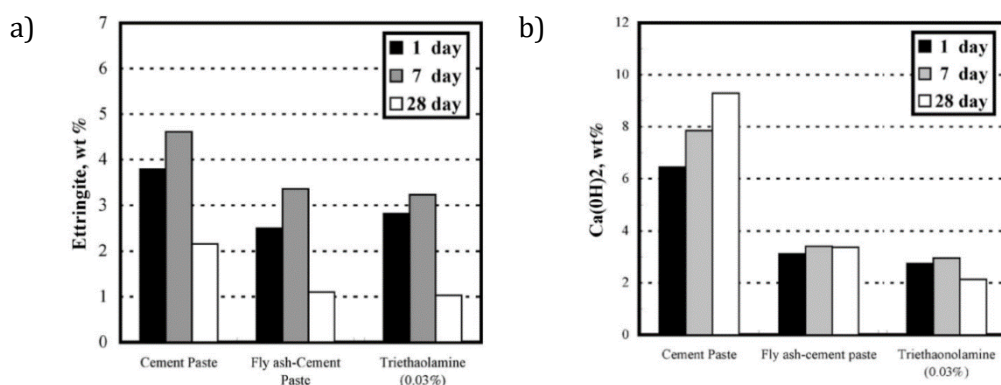 a)
7
6
5
4
3
2
1
0
Ettringite, wt %
1 day
7 day
28 day
Cement Paste
Fly ash-Cement
Paste
Triethaolamine
(0.03%)
b)
12
10
8
6
4
2
0
Ca(0H)2, wt%
1 day
7 day
28 day
Cement Paste
Fly ash-cement paste
Triethaonolamine
(0.03%)